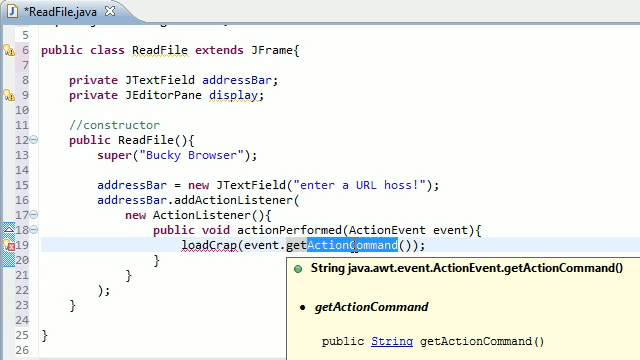 *ReadFile.java
5
6 public class ReadFile extends JFrame{
7
8 private JTextField addressBar;
9 private JEditorPane display;
10
11 //constructor
12 public ReadFile(){
13 super("Bucky Browser");
14
15 addressBar = new JTextField("enter a URL hoss!");
16 addressBar.addActionListener(
17 new ActionListener(){
18 public void actionPerformed(ActionEvent event){
19 loadCrap(event.getActionCommand());
20 }
21 }
22 );
23 }
24
25 }
26
String java.awt.event.ActionEvent.getActionCommand()
• getActionCommand
public String getActionCommand()